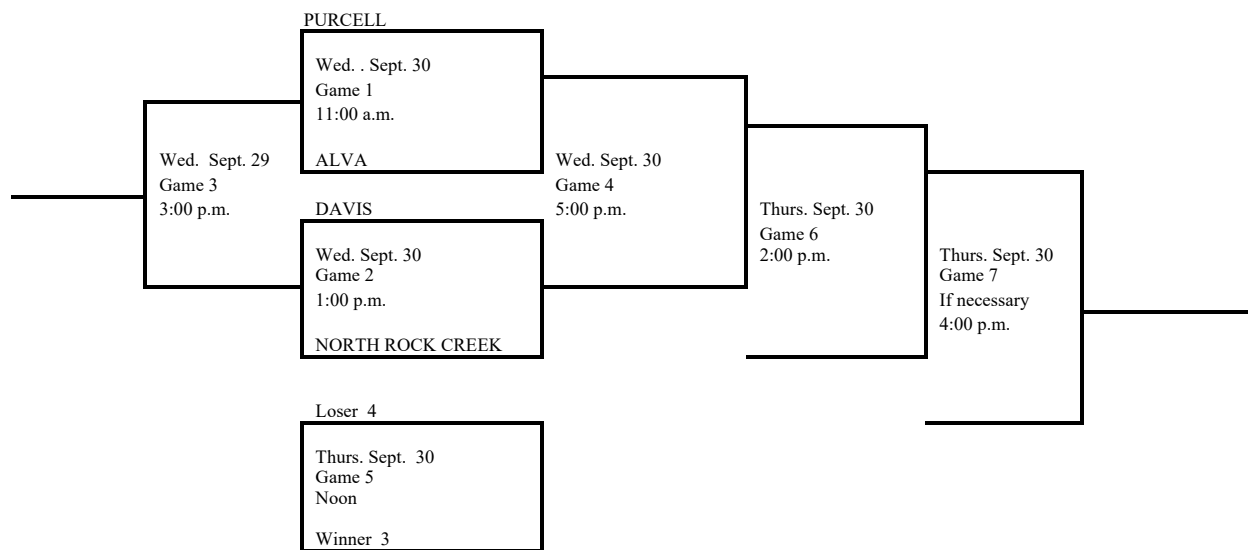 PURCELL
Wed. . Sept. 30
Game 1
11:00 a.m.
ALVA
Wed. Sept. 29
Game 3
3:00 p.m.
Wed. Sept. 30
Game 4
5:00 p.m.
DAVIS
Wed. Sept. 30
Game 2
1:00 p.m.
NORTH ROCK CREEK
Thurs. Sept. 30
Game 6
2:00 p.m.
Thurs. Sept. 30
Game 7
If necessary
4:00 p.m.
Loser 4
Thurs. Sept. 30
Game 5
Noon
Winner 3